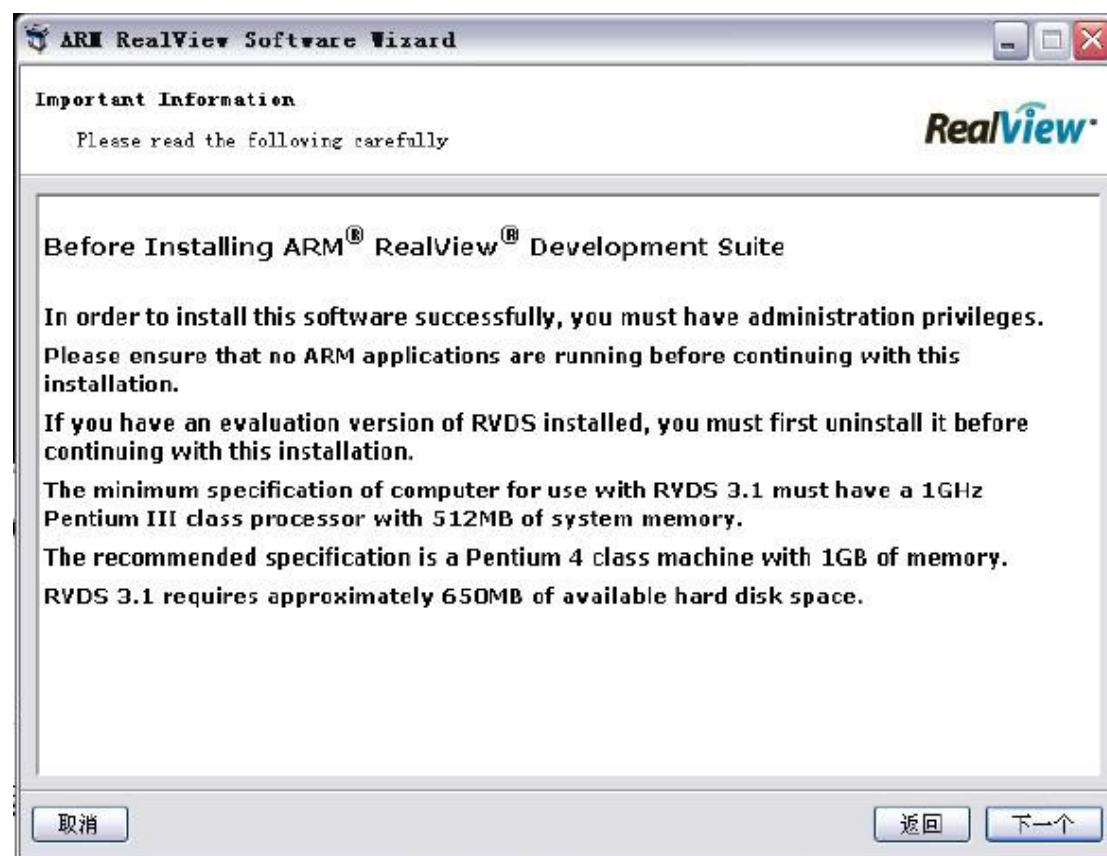 ARM RealView Software Wizard
Important Information
Please read the following carefully
RealView
Before Installing ARM® RealView® Development Suite
In order to install this software successfully, you must have administration privileges.
Please ensure that no ARM applications are running before continuing with this
installation.
If you have an evaluation version of RVDS installed, you must first uninstall it before
continuing with this installation.
The minimum specification of computer for use with RVDS 3.1 must have a 1GHz
Pentium III class processor with 512MB of system memory.
The recommended specification is a Pentium 4 class machine with 1GB of memory.
RVDS 3.1 requires approximately 650MB of available hard disk space.
取消
返回
下一个